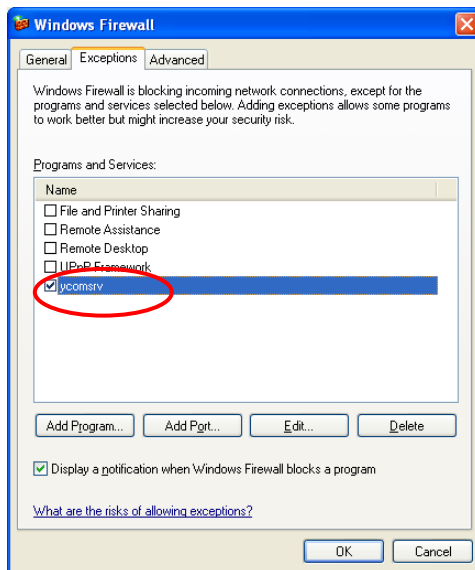 Windows Firewall
General Exceptions Advanced
Windows Firewall is blocking incoming network connections, except for the
programs and services selected below. Adding exceptions allows some programs
to work better but might increase your security risk.
Programs and Services:
Name
File and Printer Sharing
Remote Assistance
Remote Desktop
UPnP Framework
ycomsrv
Add Program... Add Port... Edit... Delete
Display a notification when Windows Firewall blocks a program
What are the risks of allowing exceptions?
OK Cancel